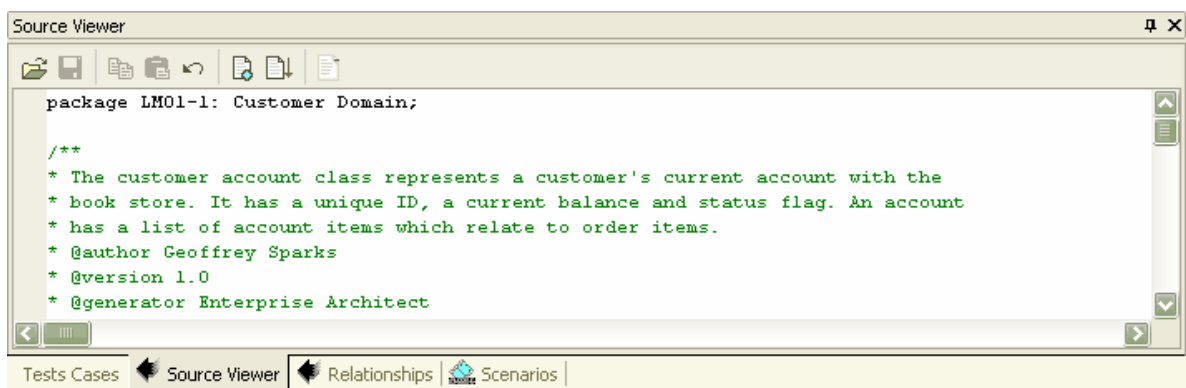 Source Viewer
package LM01-1: Customer Domain;
/**
* The customer account class represents a customer's current account with the
* book store. It has a unique ID, a current balance and status flag. An account
* has a list of account items which relate to order items.
* @author Geoffrey Sparks
* @version 1.0
* @generator Enterprise Architect
Tests Cases Source Viewer Relationships Scenarios